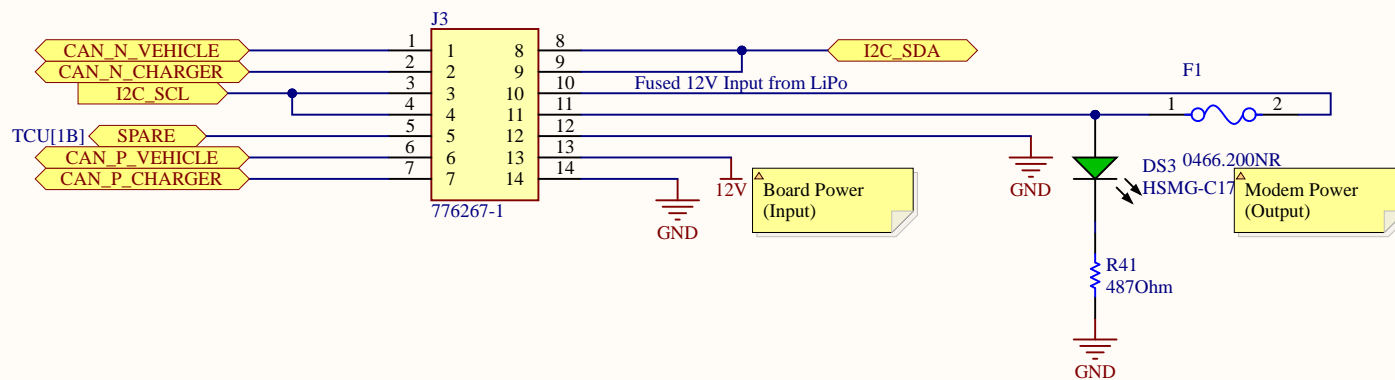 J3
CAN_N_VEHICLE 1 1 8 8 I2C_SDA
CAN_N_CHARGER 2 2 9 9
Fused 12V Input from LiPo
F1
I2C_SCL 3 3 10 10
4 4 11 11 1 2
TCU[1B] SPARE 5 5 12 12
CAN_P_VEHICLE 6 6 13 13
CAN_P_CHARGER 7 7 14 14
776267-1
GND
12V
Board Power
(Input)
GND
DS3 0466.200NR
HSMG-C17
Modem Power
(Output)
R41
487Ohm
GND